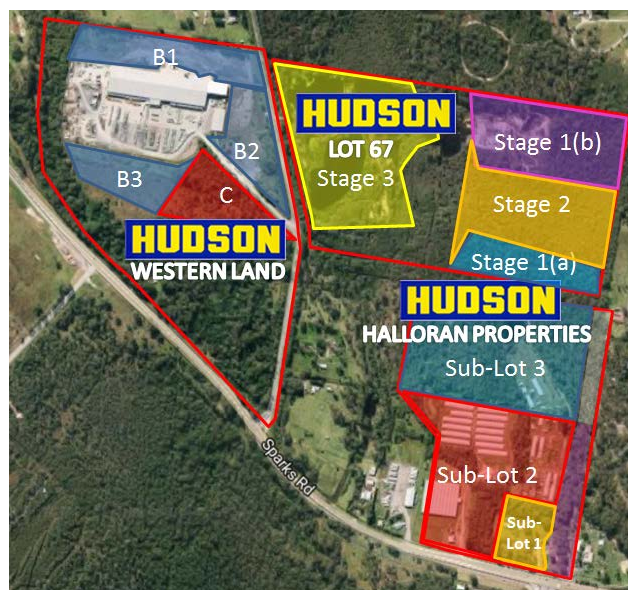 B1
HUDSON
LOT 67
Stage 3
Stage 1(b)
B2
B3
C
Stage 2
HUDSON
WESTERN LAND
Stage 1(a)
HUDSON
HALLORAN PROPERTIES
Sub-Lot 3
Sparks Rd
Sub-Lot 2
Sub-
Lot 1